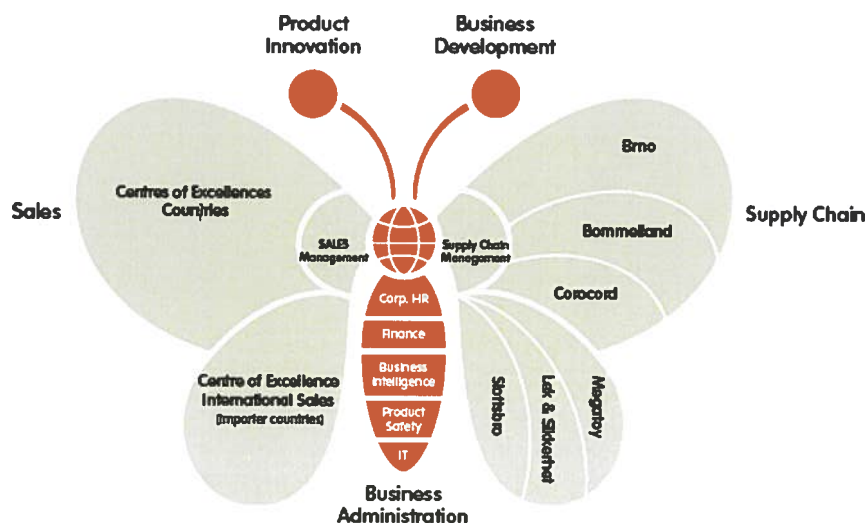 Product
Innovation
Business
Development
Sales
Centres of Excellences
Countries
SALES
Management
Supply Chain
Management
Brno
Bommelland
Corocord
Supply Chain
Corp. HR
Finance
Business
Intelligence
Product
Safety
IT
Centre of Excellence
International Sales
(Importer countries)
Lek & Sikkerhet
Megatoy
Business
Administration